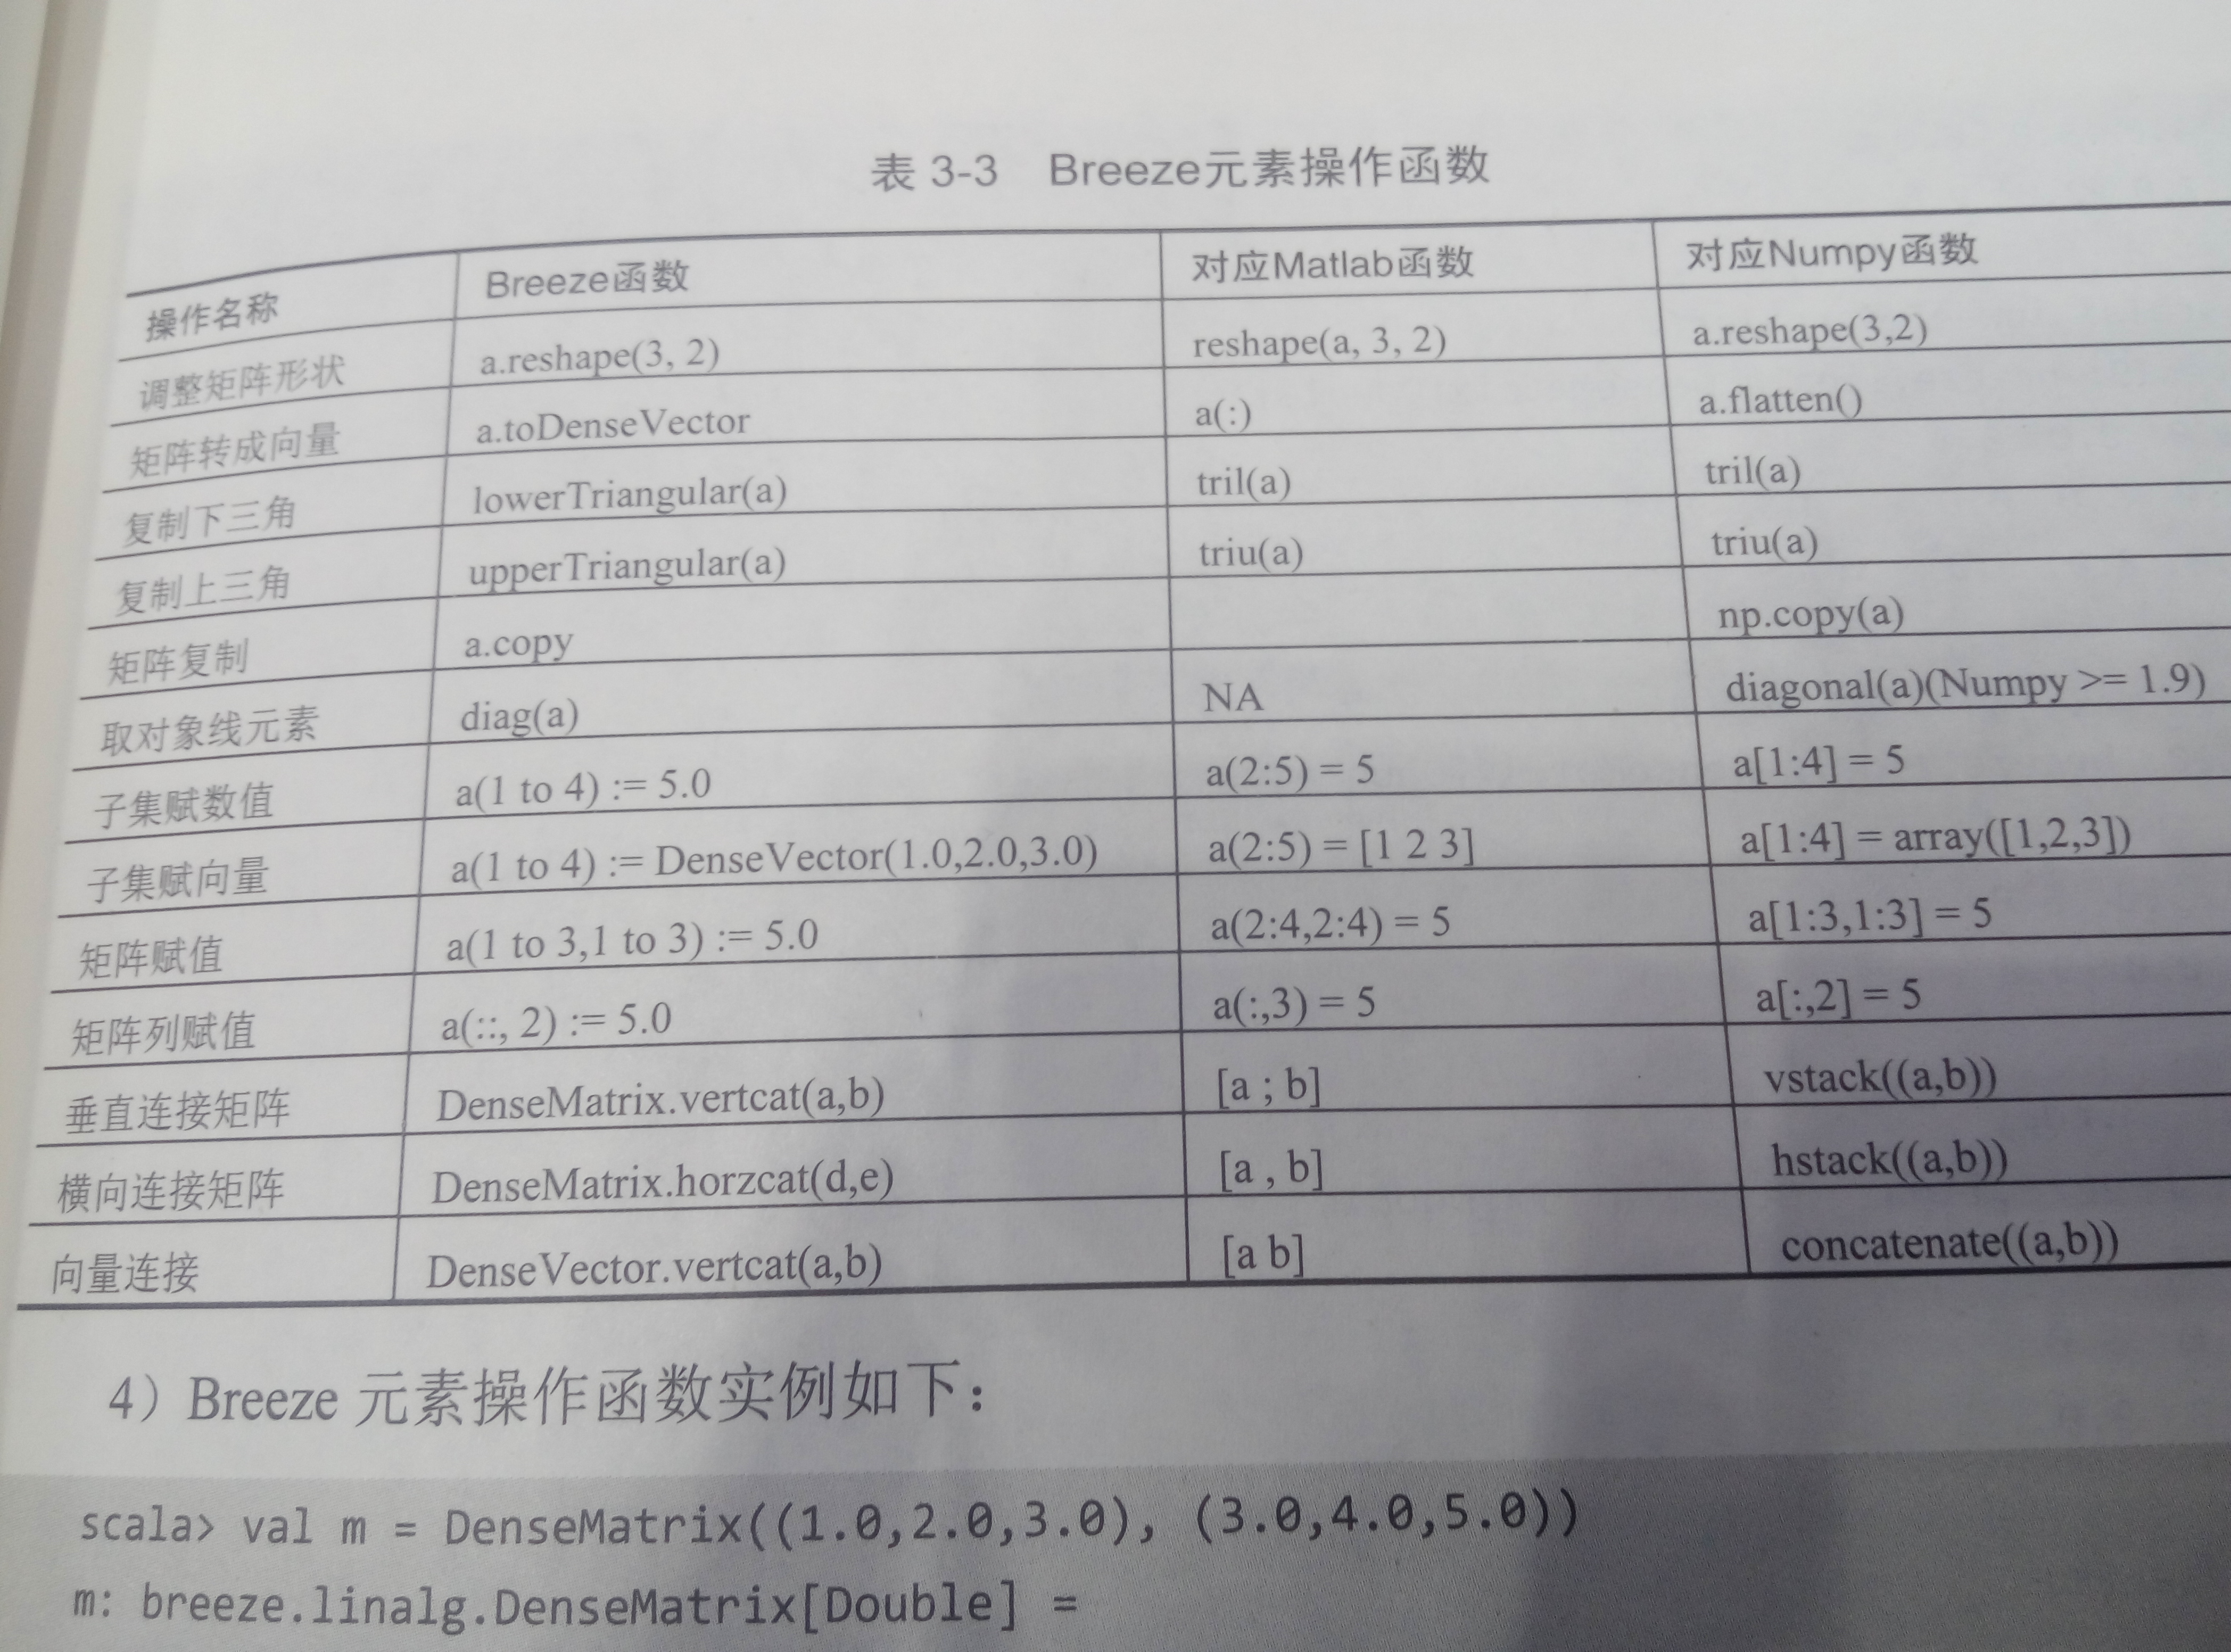 表 3-3 Breeze元素操作函数
操作名称 Breeze函数 对应Matlab函数 对应Numpy函数
调整矩阵形状 a.reshape(3, 2) reshape(a, 3, 2) a.reshape(3,2)
矩阵转成向量 a.toDenseVector a(:) a.flatten()
复制下三角 lowerTriangular(a) tril(a) tril(a)
复制上三角 upperTriangular(a) triu(a) triu(a)
矩阵复制 a.copy np.copy(a)
取对象线元素 diag(a) NA diagonal(a)(Numpy >= 1.9)
子集赋数值 a(1 to 4) := 5.0 a(2:5) = 5 a[1:4] = 5
子集赋向量 a(1 to 4) := DenseVector(1.0,2.0,3.0) a(2:5) = [1 2 3] a[1:4] = array([1,2,3])
矩阵赋值 a(1 to 3,1 to 3) := 5.0 a(2:4,2:4) = 5 a[1:3,1:3] = 5
矩阵列赋值 a(::, 2) := 5.0 a(:,3) = 5 a[:,2] = 5
垂直连接矩阵 DenseMatrix.vertcat(a,b) [a ; b] vstack((a,b))
横向连接矩阵 DenseMatrix.horzcat(d,e) [a , b] hstack((a,b))
向量连接 DenseVector.vertcat(a,b) [a b] concatenate((a,b))
4）Breeze 元素操作函数实例如下：
scala> val m = DenseMatrix((1.0,2.0,3.0), (3.0,4.0,5.0))
m: breeze.linalg.DenseMatrix[Double] =